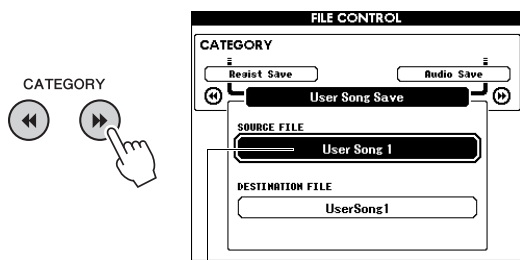 FILE CONTROL
CATEGORY
Regist Save
Audio Save
User Song Save
CATEGORY
SOURCE FILE
User Song 1
DESTINATION FILE
UserSong1